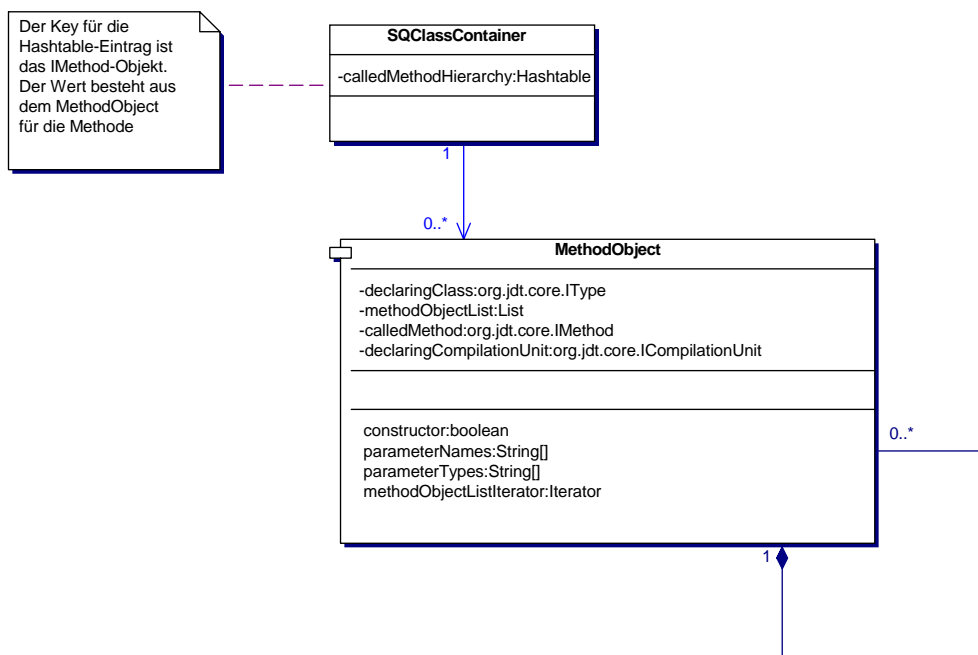 Der Key für die
Hashtable-Eintrag ist
das IMethod-Objekt.
Der Wert besteht aus
dem MethodObject
für die Methode
SQClassContainer
-calledMethodHierarchy:Hashtable
1
0..*
MethodObject
-declaringClass:org.jdt.core.IType
-methodObjectList:List
-calledMethod:org.jdt.core.IMethod
-declaringCompilationUnit:org.jdt.core.ICompilationUnit
constructor:boolean
parameterNames:String[]
parameterTypes:String[]
methodObjectListIterator:Iterator
0..*
1